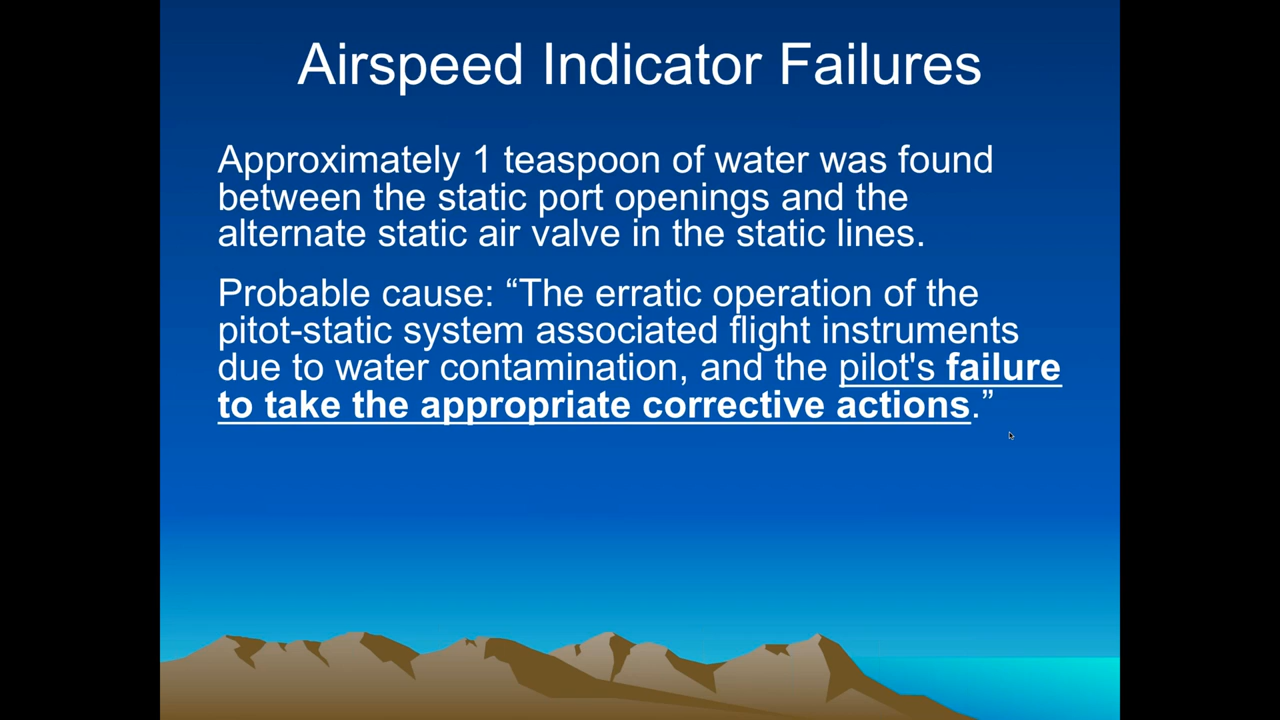 Airspeed Indicator Failures
Approximately 1 teaspoon of water was found
between the static port openings and the
alternate static air valve in the static lines.
Probable cause: “The erratic operation of the
pitot-static system associated flight instruments
due to water contamination, and the pilot's failure
to take the appropriate corrective actions.”